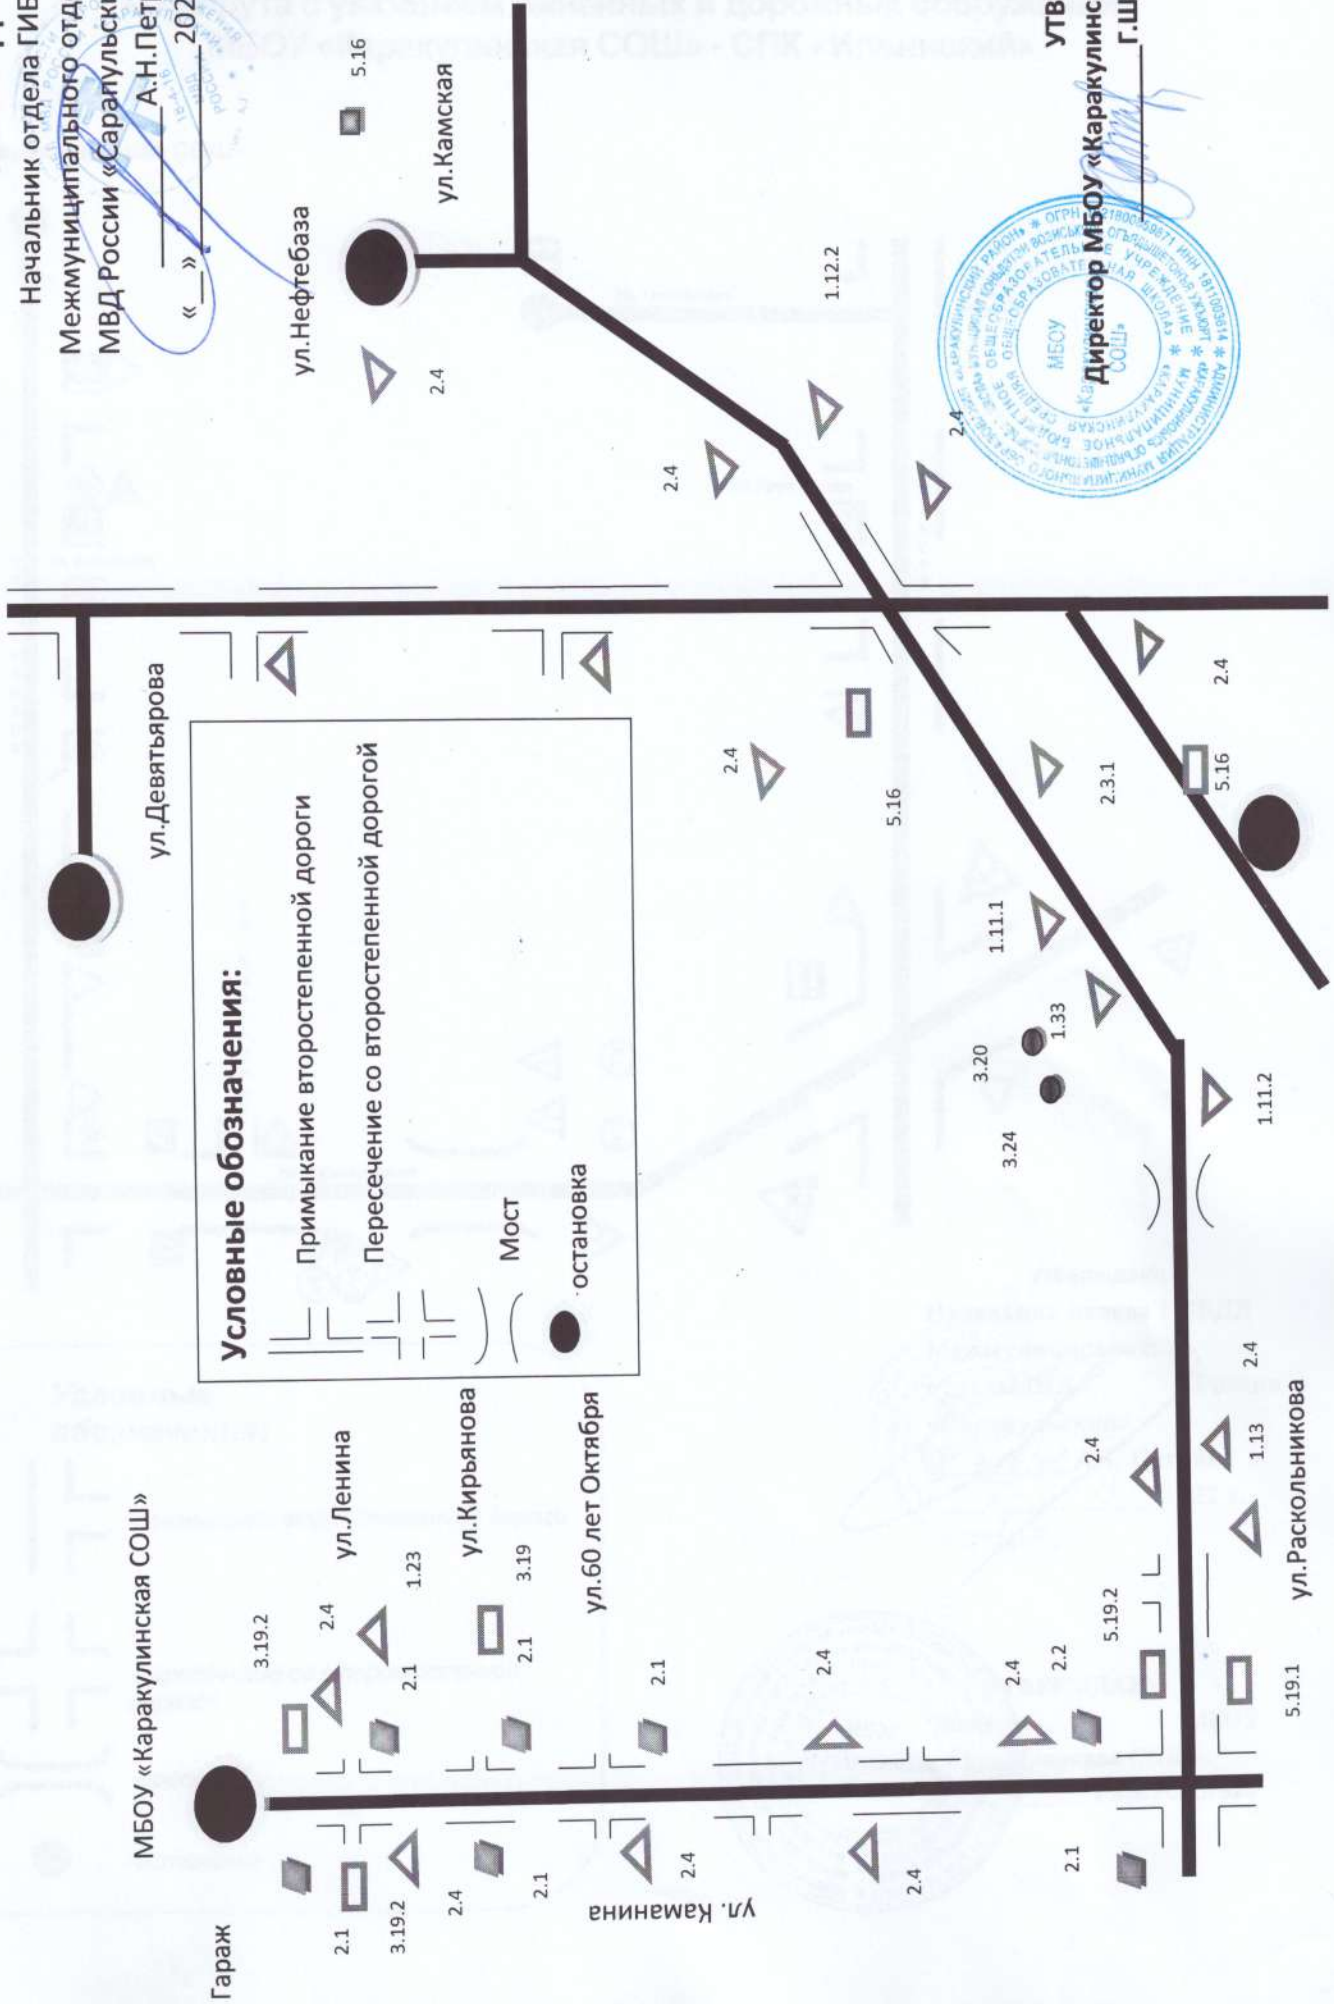 Начальник отдела ГИБ
Межмуниципального отд
МВД России «Сарапульски
А.Н.Пет
«__» 202
МБОУ «Каракулинская СОШ»
Гараж
Условные обозначения:
Примыкание второстепенной дороги
Пересечение со второстепенной дорогой
Мост
остановка
ул.Девятьярова
ул.Нефтебаза
5.16
ул.Камская
2.4
2.4
1.12.2
2.4
3.19.2
2.4
ул.Ленина
2.1
1.23
ул.Кирьянова
2.1
3.19
ул.60 лет Октября
2.1
2.4
2.4
2.2
5.19.2
2.1
3.19.2
2.4
2.1
ул. Каманина
2.4
2.4
2.1
2.4
5.16
1.11.1
3.20
1.33
3.24
2.3.1
5.16
2.4
1.11.2
2.4
2.4
1.13
ул.Раскольникова
5.19.1
УТВ
Директор МБОУ «Каракулинс
Г.Ш
МБОУ
СОШ»